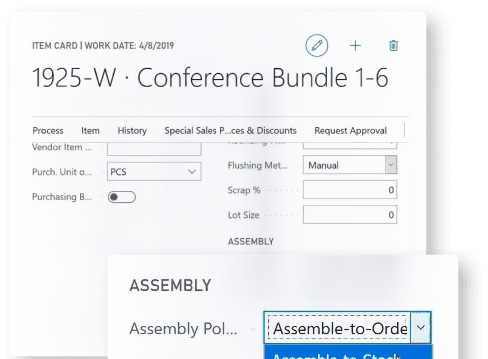 ITEM CARD | WORK DATE: 4/8/2019
1925-W · Conference Bundle 1-6
Process Item History Special Sales P...ces & Discounts Request Approval
Vendor Item ...
Purch. Unit o... PCS
Purchasing B...
Flushing Met... Manual
Scrap % 0
Lot Size 0
ASSEMBLY
ASSEMBLY
Assembly Pol... Assemble-to-Orde
Assemble-to-Stock